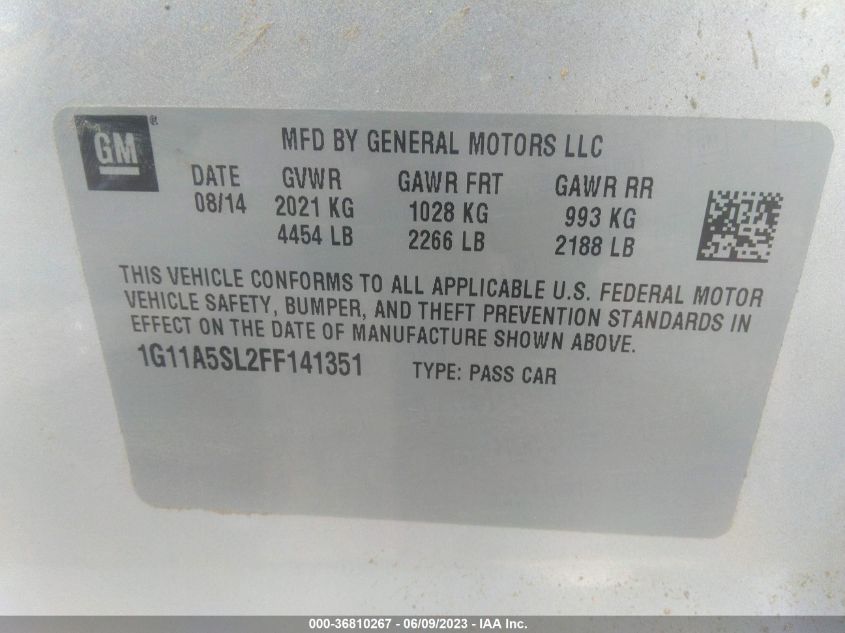 GM®
MFD BY GENERAL MOTORS LLC
DATE GVWR GAWR FRT GAWR RR
08/14 2021 KG 1028 KG 993 KG
4454 LB 2266 LB 2188 LB
THIS VEHICLE CONFORMS TO ALL APPLICABLE U.S. FEDERAL MOTOR
VEHICLE SAFETY, BUMPER, AND THEFT PREVENTION STANDARDS IN
EFFECT ON THE DATE OF MANUFACTURE SHOWN ABOVE.
1G11A5SL2FF141351 TYPE: PASS CAR
000-36810267 - 06/09/2023 - IAA Inc.